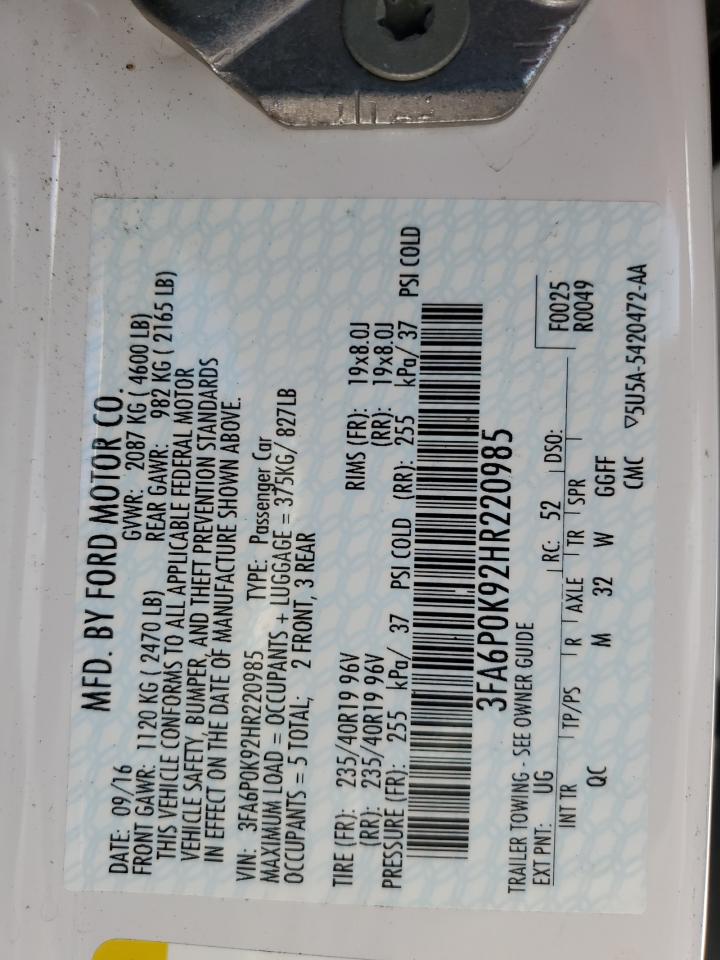 MFD. BY FORD MOTOR CO.
DATE: 09/16 GVWR: 2087 KG ( 4600 LB)
FRONT GAWR: 1120 KG ( 2470 LB) REAR GAWR: 982 KG ( 2165 LB)
THIS VEHICLE CONFORMS TO ALL APPLICABLE FEDERAL MOTOR
VEHICLE SAFETY, BUMPER, AND THEFT PREVENTION STANDARDS
IN EFFECT ON THE DATE OF MANUFACTURE SHOWN ABOVE.
VIN: 3FA6P0K92HR220985 TYPE: Passenger Car
MAXIMUM LOAD = OCCUPANTS + LUGGAGE = 375KG/ 827LB
OCCUPANTS = 5 TOTAL; 2 FRONT, 3 REAR
TIRE (FR): 235/40R19 96V RIMS (FR): 19x8.0J
(RR): 235/40R19 96V (RR): 19x8.0J
PRESSURE (FR): 255 kPa/ 37 PSI COLD (RR): 255 kPa/ 37 PSI COLD
3FA6P0K92HR220985
TRAILER TOWING - SEE OWNER GUIDE
EXT PNT: UG RC: 52 DSO: F0025
INT TR TP/PS R AXLE TR SPR R0049
QC M 32 W GGFF
CMC ▽5U5A-5420472-AA